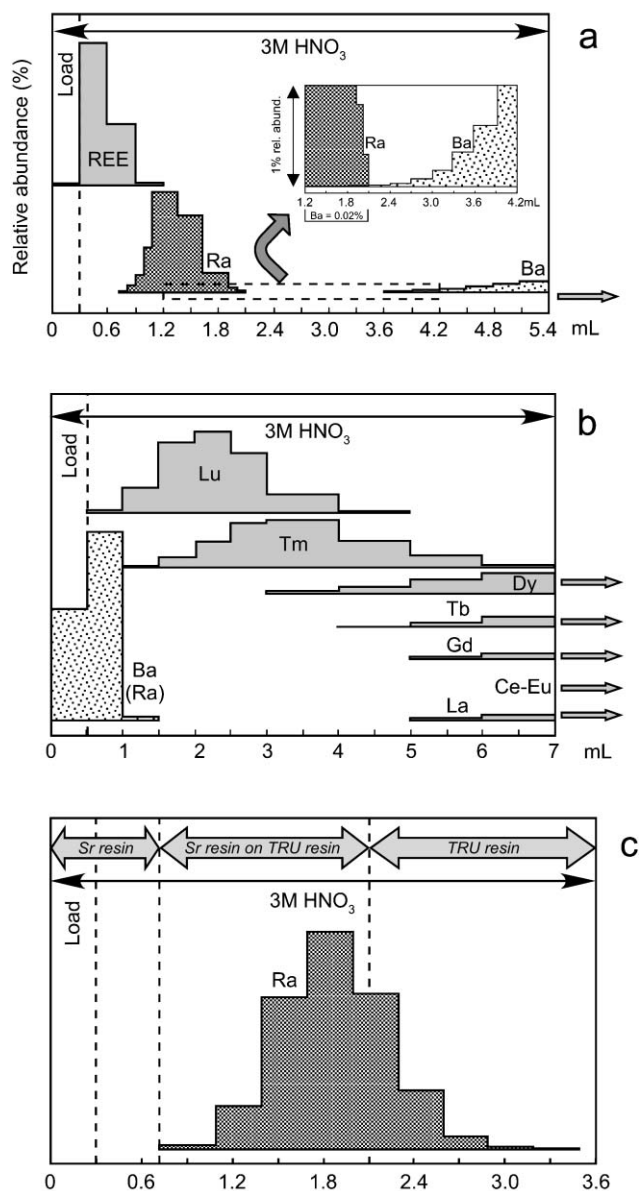 a
3M HNO₃
Load
Relative abundance (%)
REE
Ra
Ba
1% rel. abund.
Ra
Ba
1.2 1.8 2.4 3.0 3.6 4.2mL
Ba = 0.02%
0 0.6 1.2 1.8 2.4 3.0 3.6 4.2 4.8 5.4 mL
b
3M HNO₃
Load
Lu
Tm
Dy
Tb
Gd
Ce-Eu
La
Ba
(Ra)
0 1 2 3 4 5 6 7 mL
c
Sr resin Sr resin on TRU resin TRU resin
3M HNO₃
Load
Ra
0 0.6 1.2 1.8 2.4 3.0 3.6